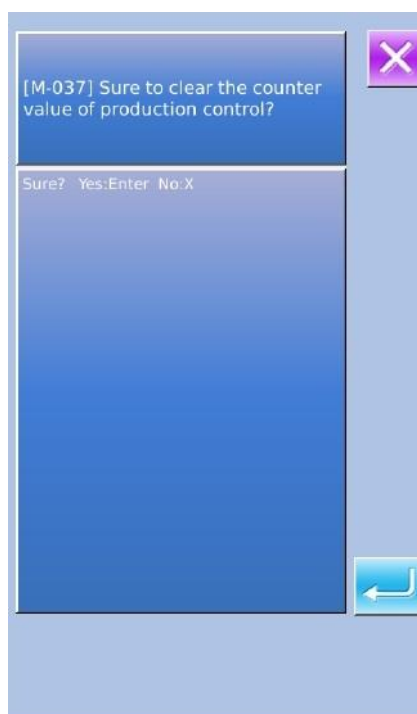 [M-037] Sure to clear the counter
value of production control?
Sure? Yes:Enter No:X